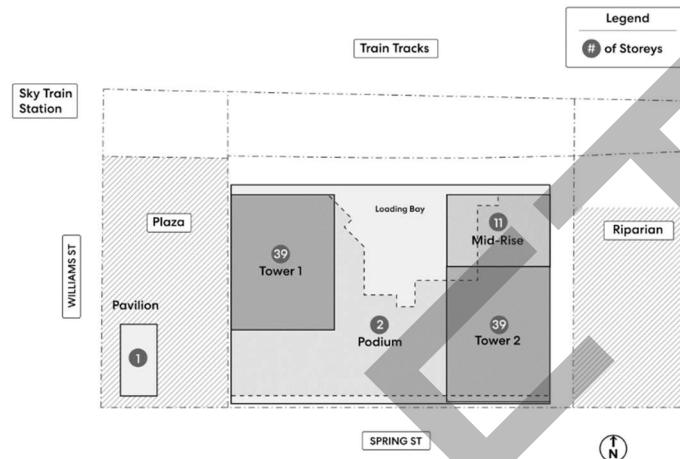 Legend
# of Storeys
Train Tracks
Sky Train
Station
Loading Bay
Plaza
11
Mid-Rise
Riparian
39
Tower 1
WILLIAMS ST
Pavilion
1
2
Podium
39
Tower 2
SPRING ST
N